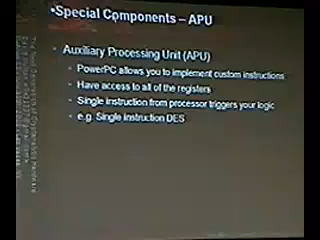 •Special Components – APU
• Auxiliary Processing Unit (APU)
• PowerPC allows you to implement custom instructions
• Have access to all of the registers
• Single instruction from processor triggers your logic
• e.g. Single instruction DES